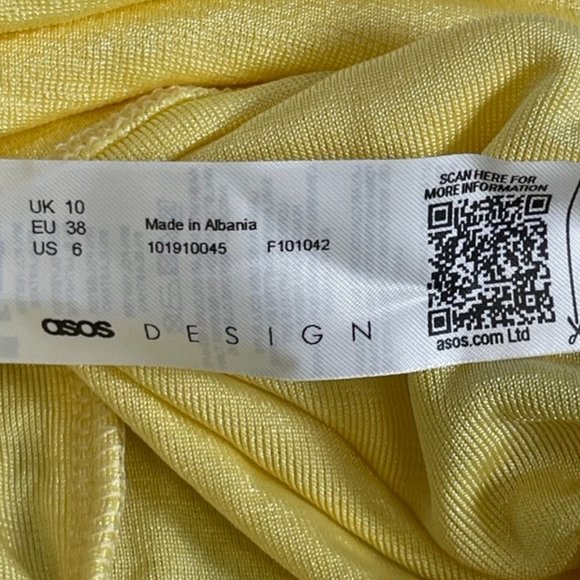 UK 10
EU 38
US 6
Made in Albania
101910045 F101042
asos DESIGN
SCAN HERE FOR
MORE INFORMATION
asos.com Ltd